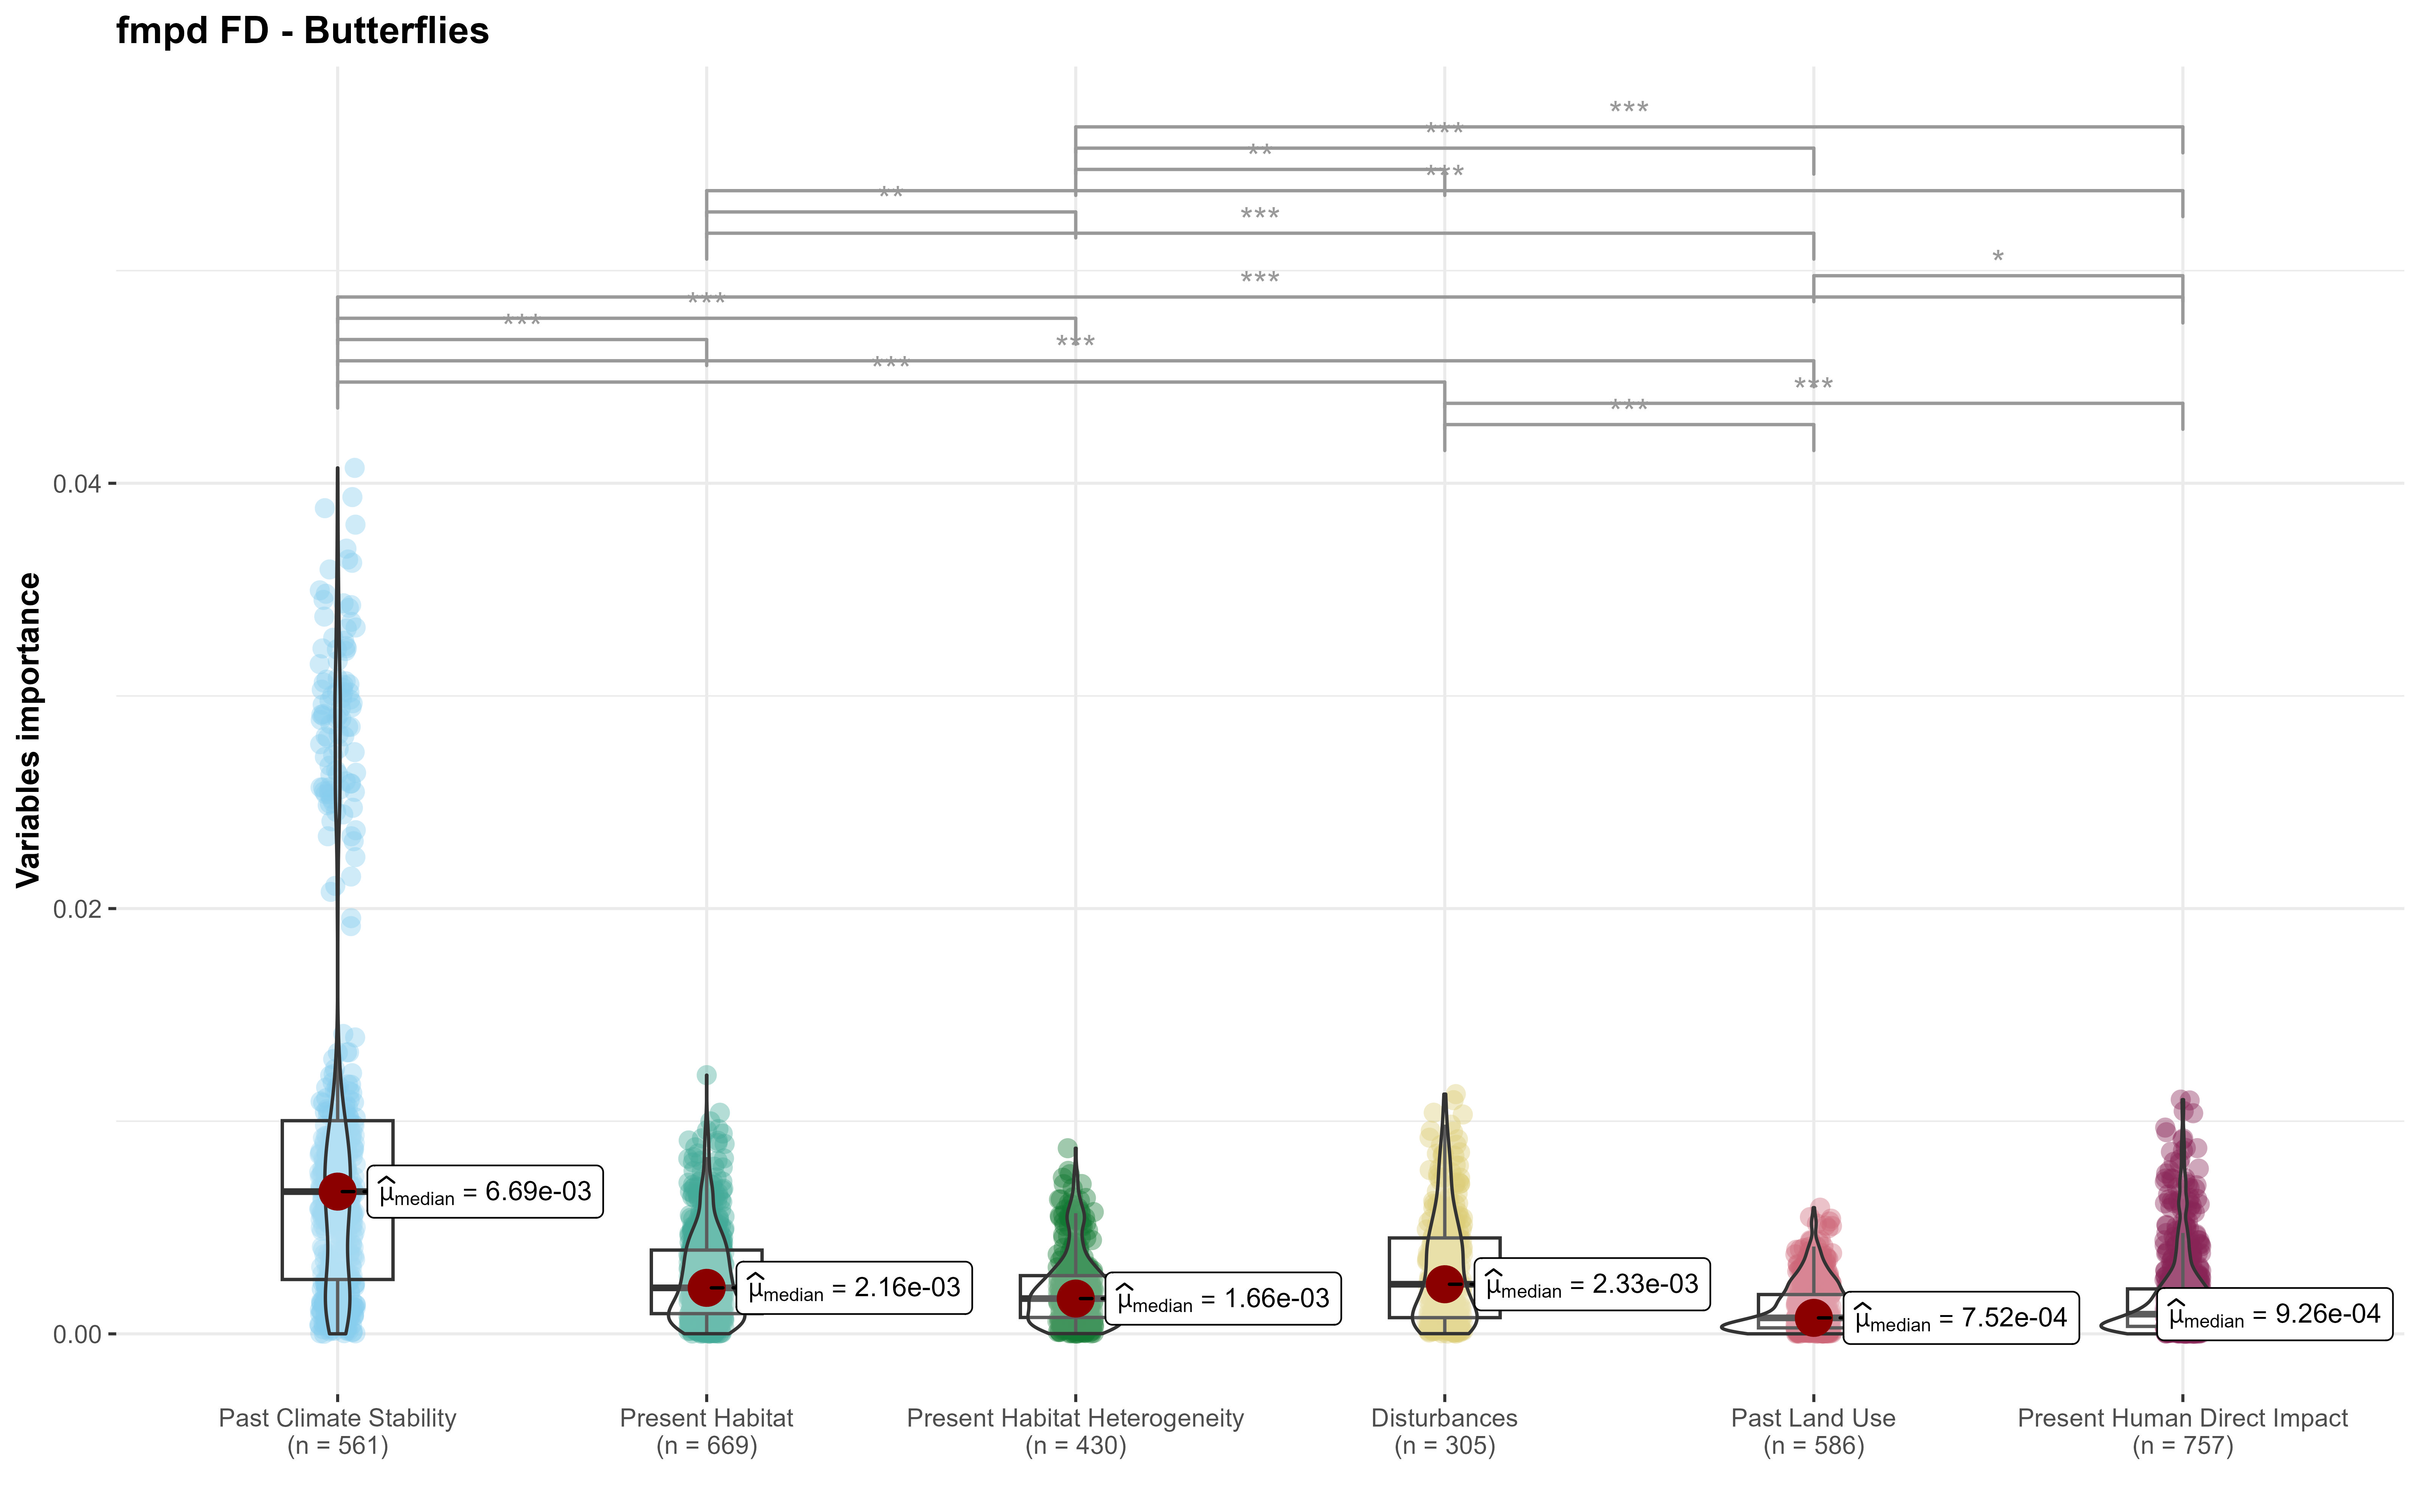 fmpd FD - Butterflies
***
***
**
***
**
***
*
***
***
***
***
***
***
***
Variables importance
0.04
0.02
0.00
μ̂median = 6.69e-03
μ̂median = 2.16e-03
μ̂median = 1.66e-03
μ̂median = 2.33e-03
μ̂median = 7.52e-04
μ̂median = 9.26e-04
Past Climate Stability
(n = 561)
Present Habitat
(n = 669)
Present Habitat Heterogeneity
(n = 430)
Disturbances
(n = 305)
Past Land Use
(n = 586)
Present Human Direct Impact
(n = 757)